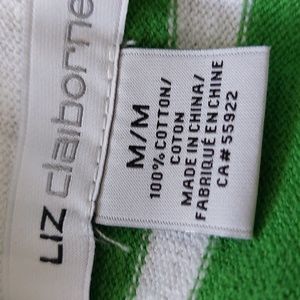 LIZ claiborne
M/M
100% COTTON/
COTON
MADE IN CHINA/
FABRIQUÉ EN CHINE
CA# 55922